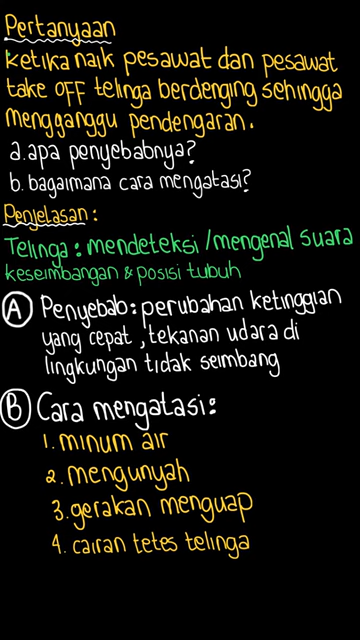 Pertanyaan
Ketika naik pesawat dan pesawat
take OFF telinga berdenging sehingga
mengganggu pendengaran.
a. apa penyebabnya?
b. bagaimana cara mengatasi?
Penjelasan :
Telinga : mendeteksi /mengenal suara
keseimbangan & posisi tubuh
A Penyebab : perubahan ketinggian
yang cepat , tekanan udara di
lingkungan tidak seimbang
B Cara mengatasi :
1. minum air
2. mengunyah
3. gerakan menguap
4. cairan tetes telinga